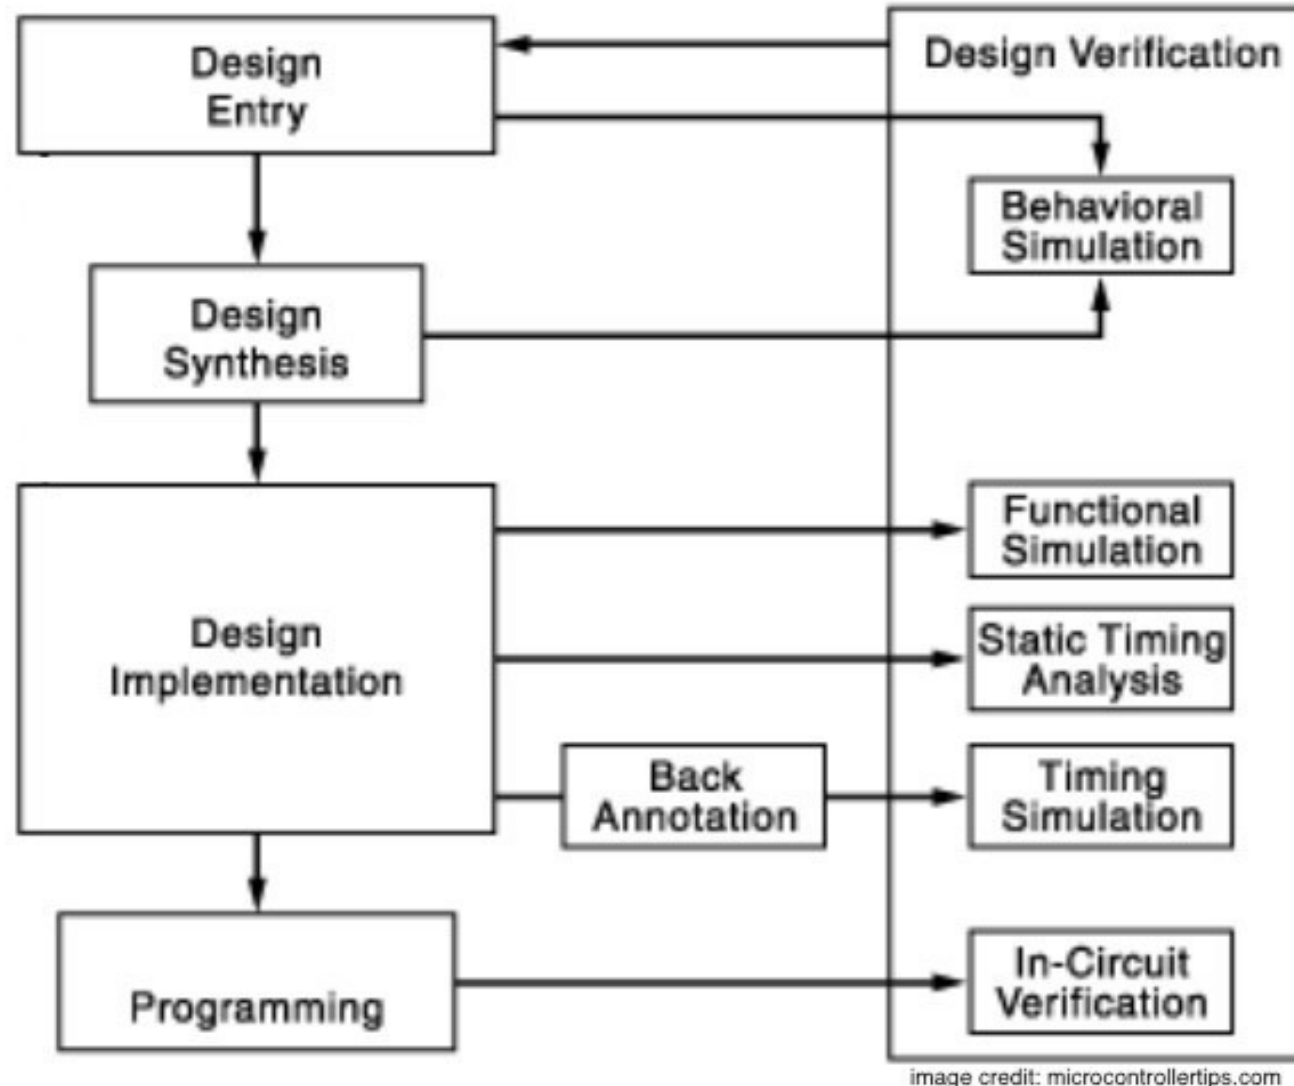 Design
Entry
Design Verification
Behavioral
Simulation
Design
Synthesis
Functional
Simulation
Design
Implementation
Static Timing
Analysis
Back
Annotation
Timing
Simulation
Programming
In-Circuit
Verification
image credit: microcontrollertips.com